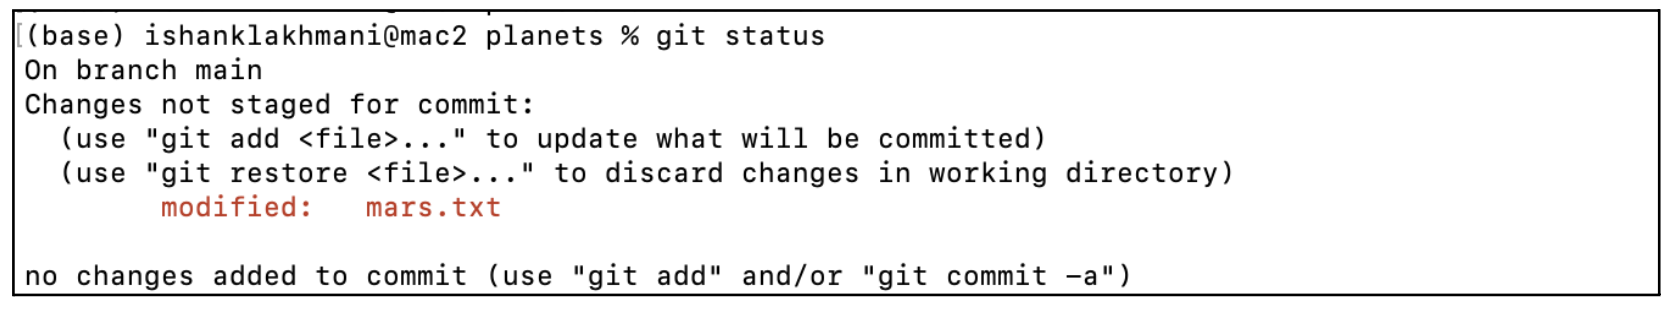 [(base) ishanklakhmani@mac2 planets % git status
On branch main
Changes not staged for commit:
  (use "git add <file>..." to update what will be committed)
  (use "git restore <file>..." to discard changes in working directory)
        modified:   mars.txt

no changes added to commit (use "git add" and/or "git commit -a")